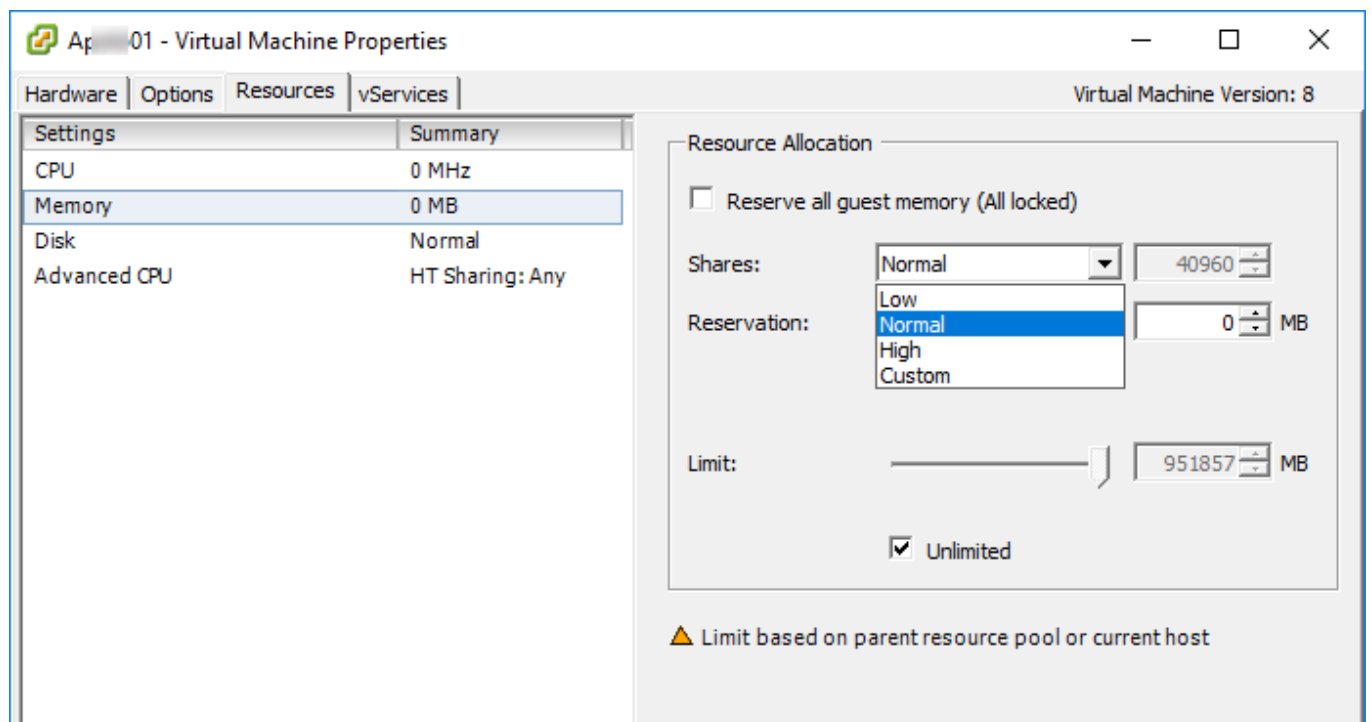 Ap 01 - Virtual Machine Properties
Hardware Options Resources vServices Virtual Machine Version: 8
Settings Summary
CPU 0 MHz
Memory 0 MB
Disk Normal
Advanced CPU HT Sharing: Any
Resource Allocation
Reserve all guest memory (All locked)
Shares: Normal 40960
Low
Normal
High
Custom
Reservation: 0 MB
Limit: 951857 MB
Unlimited
Limit based on parent resource pool or current host